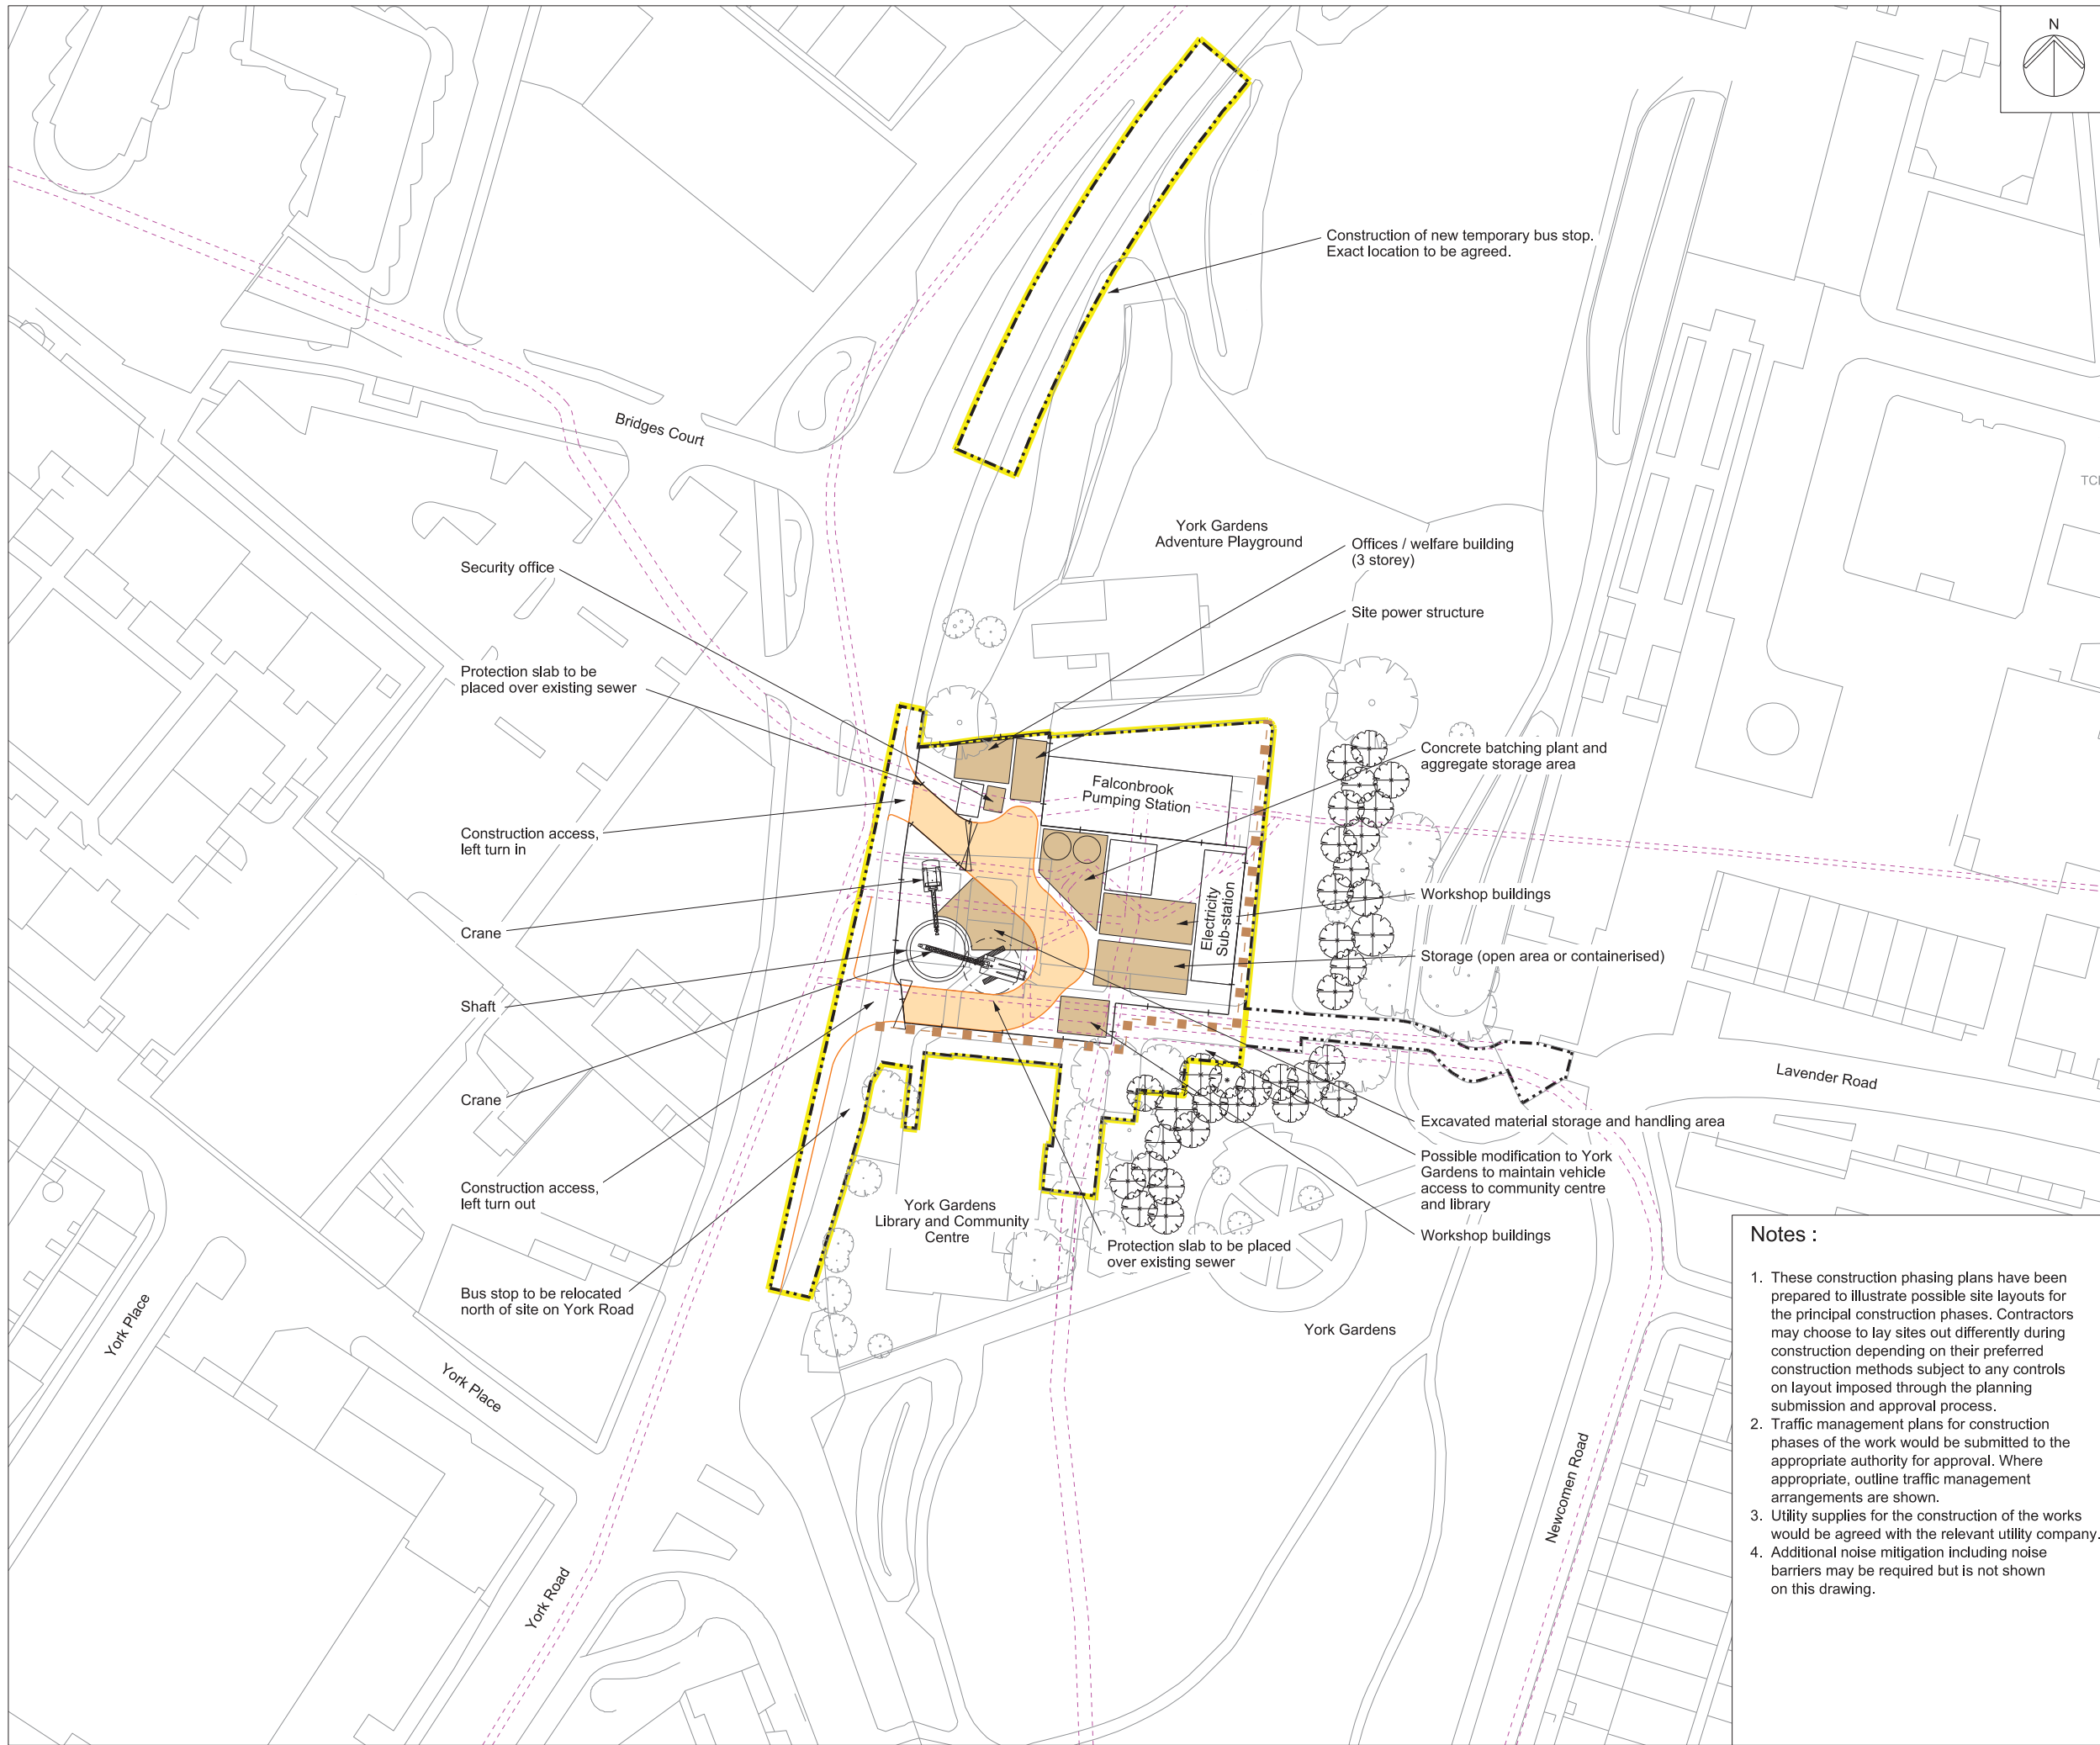 N
Construction of new temporary bus stop.
Exact location to be agreed.
Bridges Court
TC
York Gardens
Adventure Playground
Offices / welfare building
(3 storey)
Security office
Site power structure
Protection slab to be
placed over existing sewer
Concrete batching plant and
aggregate storage area
Falconbrook
Pumping Station
Construction access,
left turn in
Workshop buildings
Electricity
Sub-station
Crane
Storage (open area or containerised)
Shaft
Lavender Road
Crane
Excavated material storage and handling area
Possible modification to York
Gardens to maintain vehicle
access to community centre
and library
Construction access,
left turn out
York Gardens
Library and Community
Centre
Workshop buildings
Protection slab to be placed
over existing sewer
Bus stop to be relocated
north of site on York Road
York Gardens
York Place
York Place
York Road
Newcomen Road
Notes :
1. These construction phasing plans have been
prepared to illustrate possible site layouts for
the principal construction phases. Contractors
may choose to lay sites out differently during
construction depending on their preferred
construction methods subject to any controls
on layout imposed through the planning
submission and approval process.
2. Traffic management plans for construction
phases of the work would be submitted to the
appropriate authority for approval. Where
appropriate, outline traffic management
arrangements are shown.
3. Utility supplies for the construction of the works
would be agreed with the relevant utility company.
4. Additional noise mitigation including noise
barriers may be required but is not shown
on this drawing.